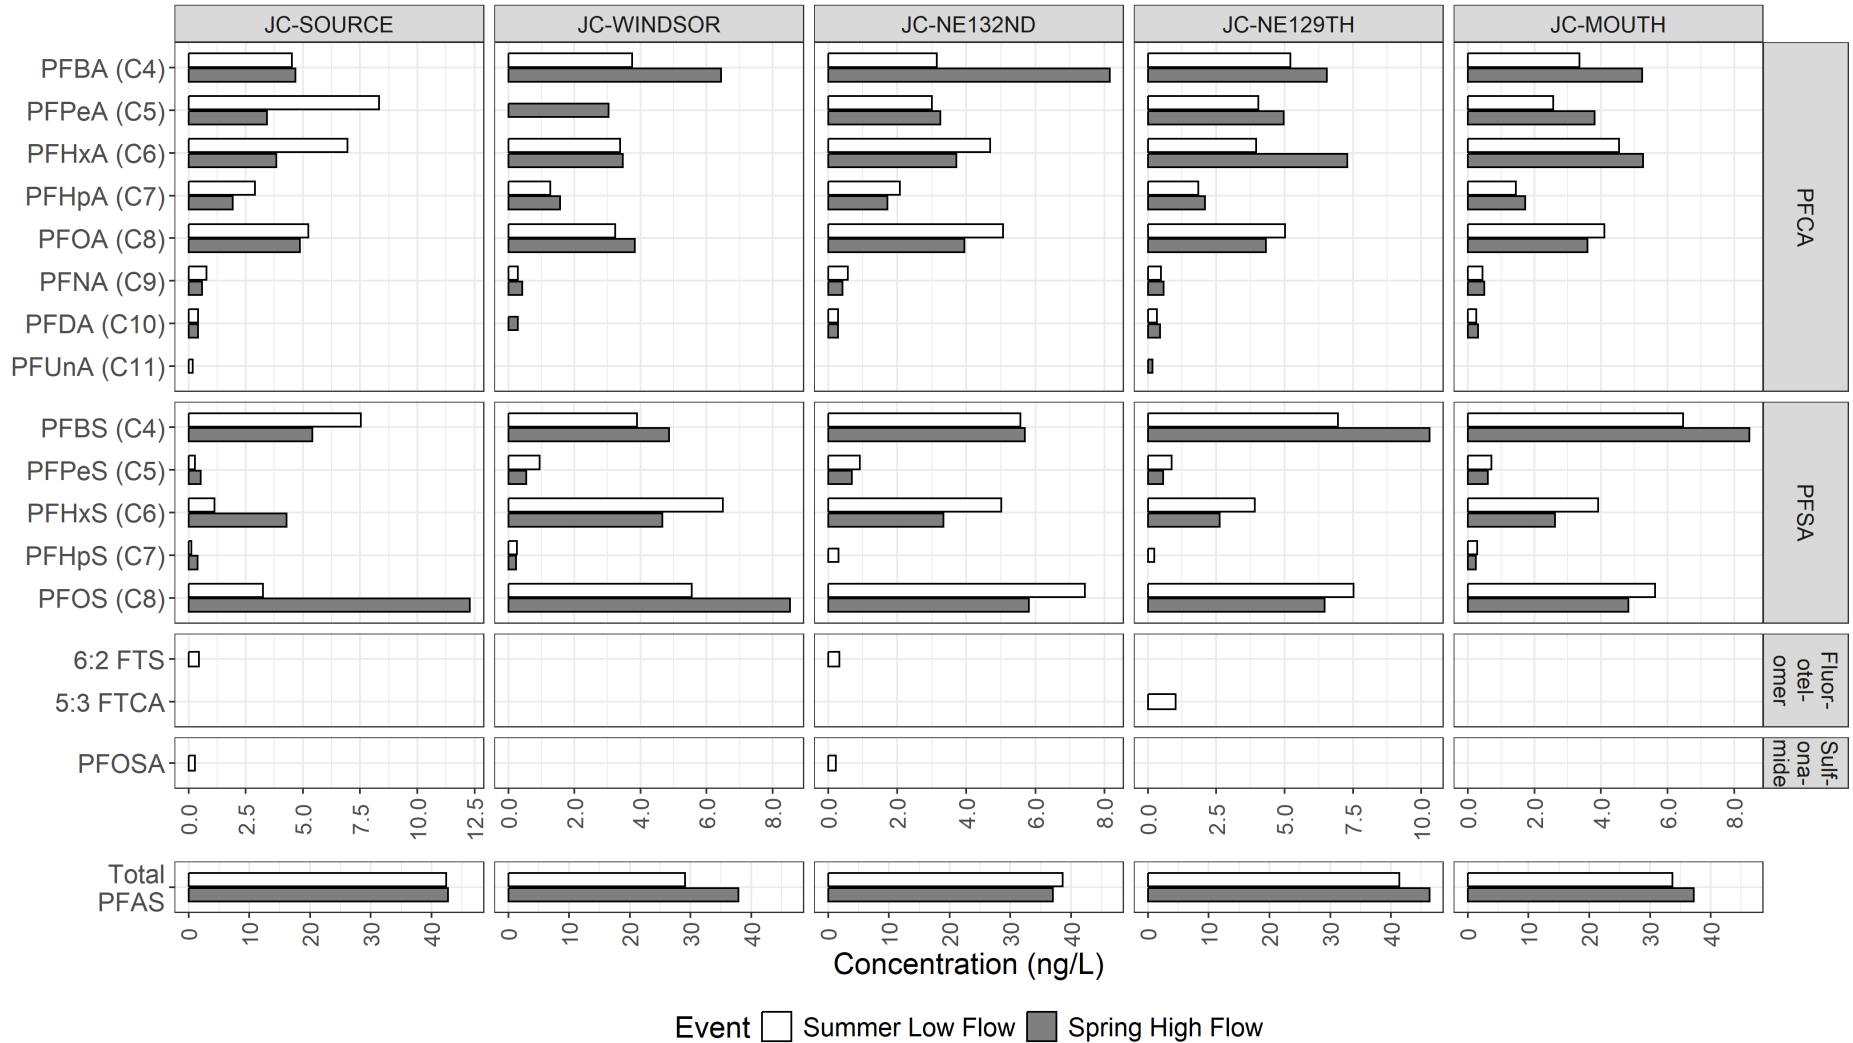 JC-SOURCE JC-WINDSOR JC-NE132ND JC-NE129TH JC-MOUTH
PFBA (C4)
PFPeA (C5)
PFHxA (C6)
PFHpA (C7)
PFOA (C8)
PFNA (C9)
PFDA (C10)
PFUnA (C11)
PFCA
PFBS (C4)
PFPeS (C5)
PFHxS (C6)
PFHpS (C7)
PFOS (C8)
PFSA
6:2 FTS
5:3 FTCA
Fluor-
otel-
omer
PFOSA
Sulf-
ona-
mide
0.0 2.5 5.0 7.5 10.0 12.5 0.0 2.0 4.0 6.0 8.0 0.0 2.0 4.0 6.0 8.0 0.0 2.5 5.0 7.5 10.0 0.0 2.0 4.0 6.0 8.0
Total
PFAS
0 10 20 30 40 0 10 20 30 40 0 10 20 30 40 0 10 20 30 40 0 10 20 30 40
Concentration (ng/L)
Event Summer Low Flow Spring High Flow